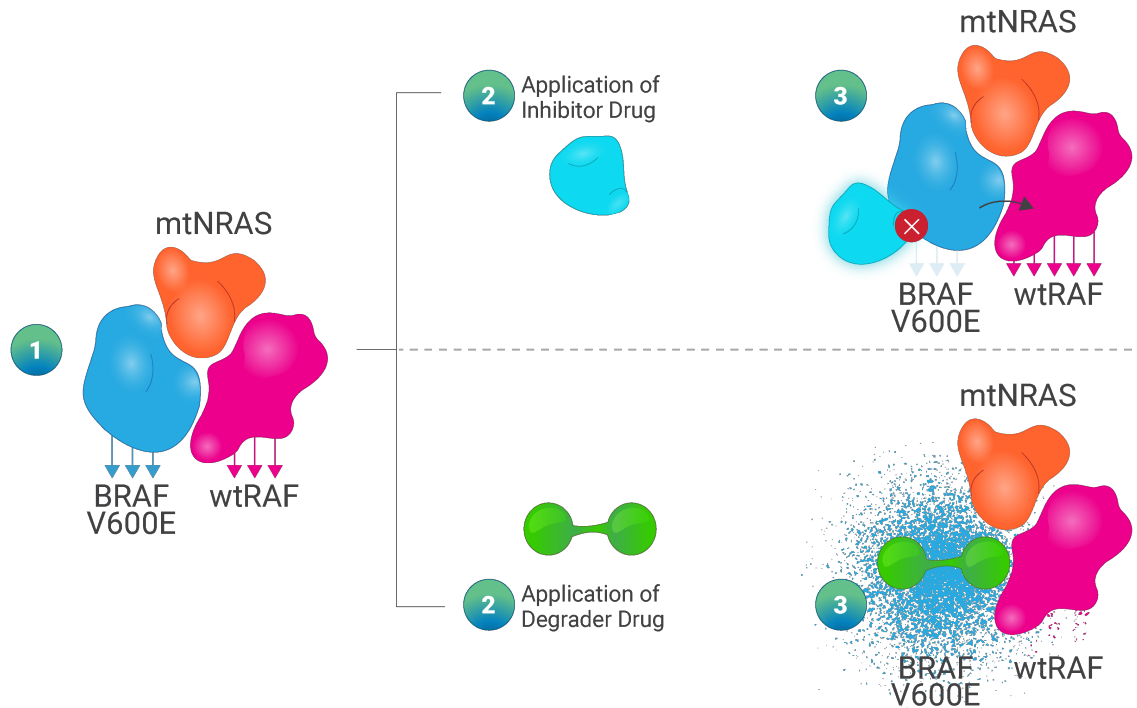 mtNRAS
1
BRAF
V600E
wtRAF
2
Application of
Inhibitor Drug
3
mtNRAS
BRAF
V600E
wtRAF
2
Application of
Degrader Drug
3
mtNRAS
BRAF
V600E
wtRAF